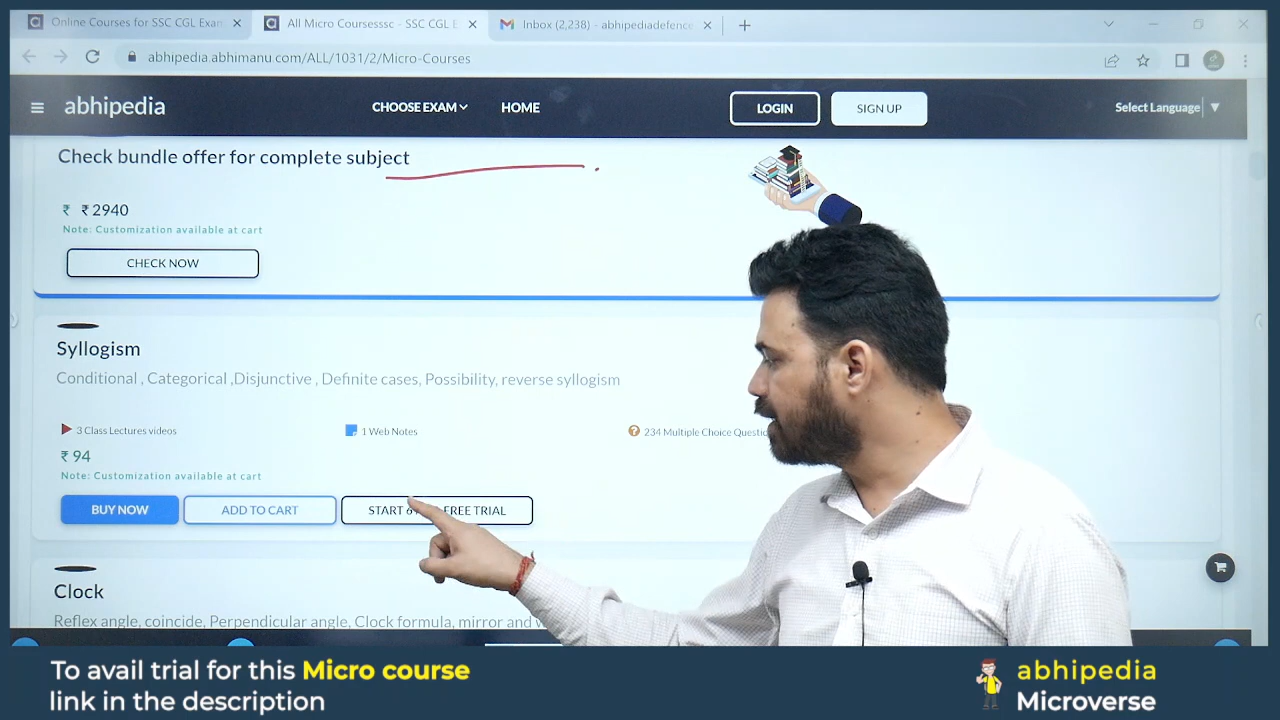 Online Courses for SSC CGL Exam
All Micro Coursesssc - SSC CGL E
Inbox (2,238) - abhipediadefence
abhipedia.abhimanu.com/ALL/1031/2/Micro-Courses
abhipedia
CHOOSE EXAM
HOME
LOGIN
SIGN UP
Select Language
Check bundle offer for complete subject
₹ ₹ 2940
Note: Customization available at cart
CHECK NOW
Syllogism
Conditional , Categorical ,Disjunctive , Definite cases, Possibility, reverse syllogism
3 Class Lectures videos
1 Web Notes
234 Multiple Choice
₹ 94
Note: Customization available at cart
BUY NOW
ADD TO CART
START FREE TRIAL
Clock
Reflex angle, coincide, Perpendicular angle, Clock formula, mirror and
To avail trial for this Micro course
link in the description
abhipedia
Microverse